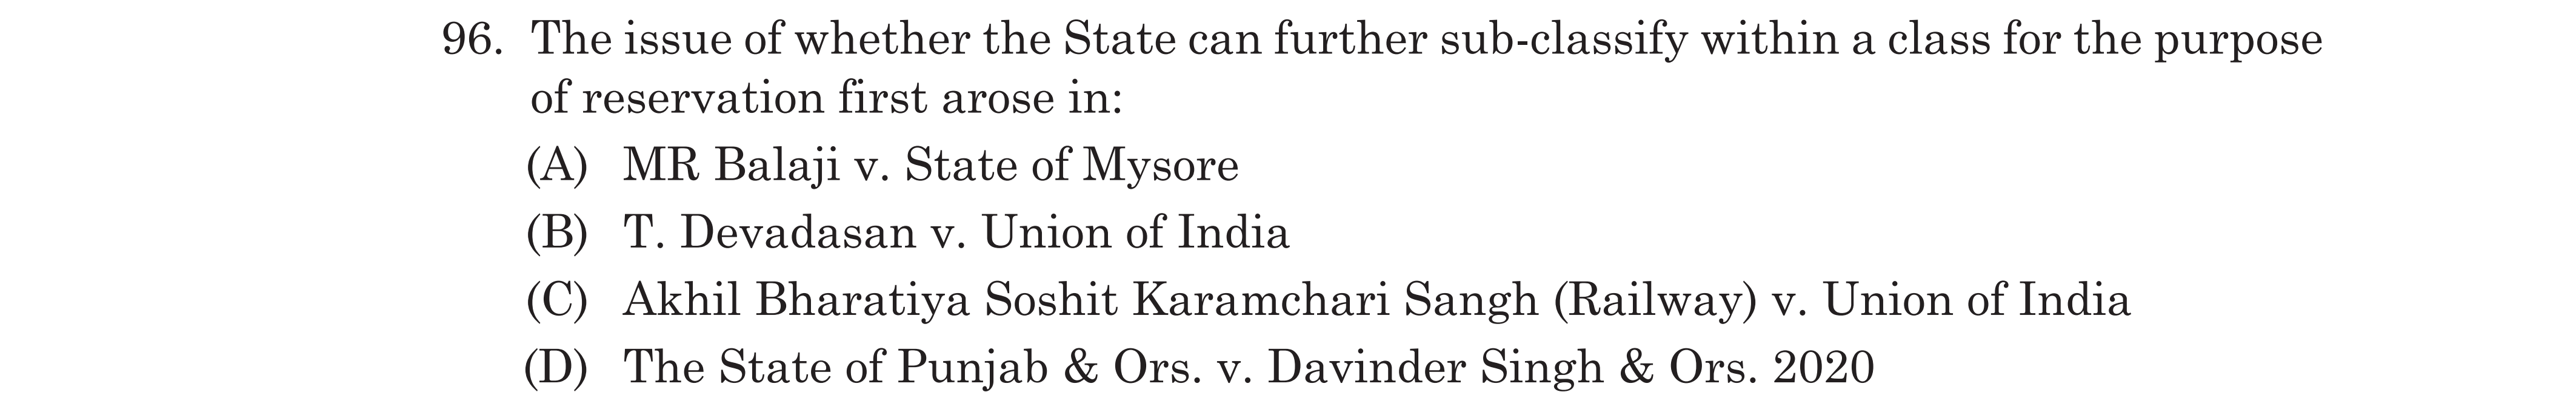 96. The issue of whether the State can further sub-classify within a class for the purpose
of reservation first arose in:
(A) MR Balaji v. State of Mysore
(B) T. Devadasan v. Union of India
(C) Akhil Bharatiya Soshit Karamchari Sangh (Railway) v. Union of India
(D) The State of Punjab & Ors. v. Davinder Singh & Ors. 2020